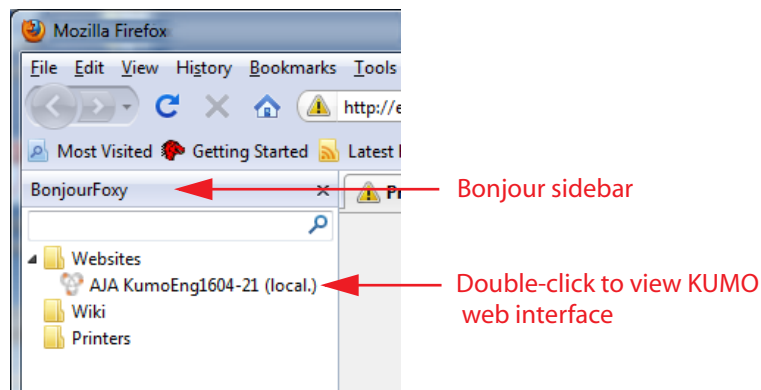 Mozilla Firefox
File Edit View History Bookmarks Tools
http://e
Most Visited Getting Started Latest
BonjourFoxy
Pr
Bonjour sidebar
Websites
AJA KumoEng1604-21 (local.)
Double-click to view KUMO
web interface
Wiki
Printers